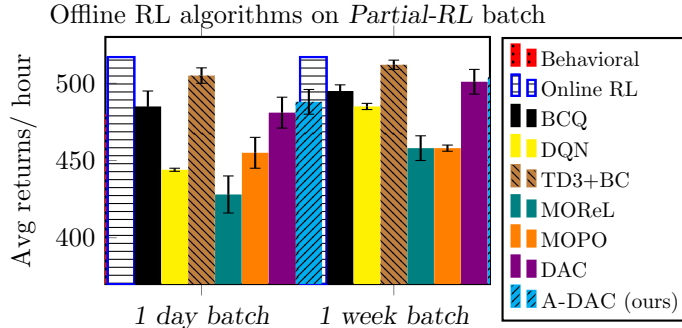 Offline RL algorithms on Partial-RL batch
Avg returns/ hour
500
450
400
1 day batch
1 week batch
Behavioral
Online RL
BCQ
DQN
TD3+BC
MOReL
MOPO
DAC
A-DAC (ours)